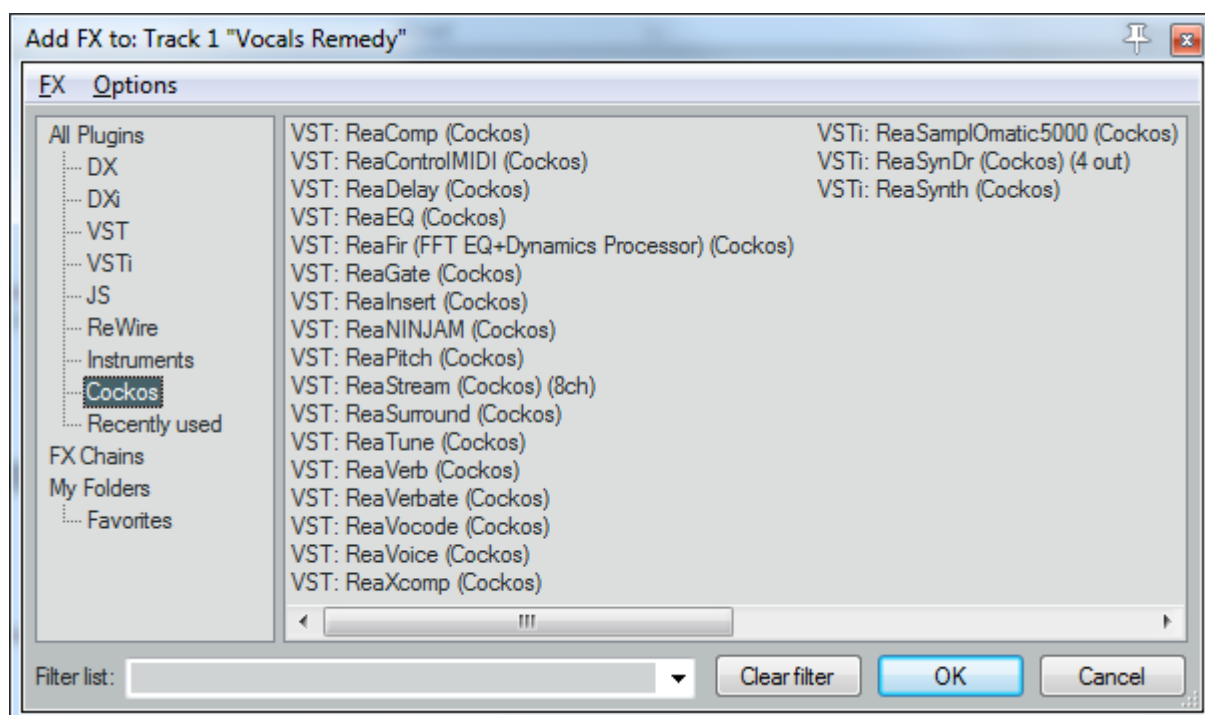 Add FX to: Track 1 "Vocals Remedy"
FX Options
All Plugins
DX
DXi
VST
VSTi
JS
ReWire
Instruments
Cockos
Recently used
FX Chains
My Folders
Favorites
VST: ReaComp (Cockos)
VST: ReaControlMIDI (Cockos)
VST: ReaDelay (Cockos)
VST: ReaEQ (Cockos)
VST: ReaFir (FFT EQ+Dynamics Processor) (Cockos)
VST: ReaGate (Cockos)
VST: ReaInsert (Cockos)
VST: ReaNINJAM (Cockos)
VST: ReaPitch (Cockos)
VST: ReaStream (Cockos) (8ch)
VST: ReaSurround (Cockos)
VST: ReaTune (Cockos)
VST: ReaVerb (Cockos)
VST: ReaVerbate (Cockos)
VST: ReaVocode (Cockos)
VST: ReaVoice (Cockos)
VST: ReaXcomp (Cockos)
VSTi: ReaSamplOmatic5000 (Cockos)
VSTi: ReaSynDr (Cockos) (4 out)
VSTi: ReaSynth (Cockos)
Filter list: Clear filter OK Cancel